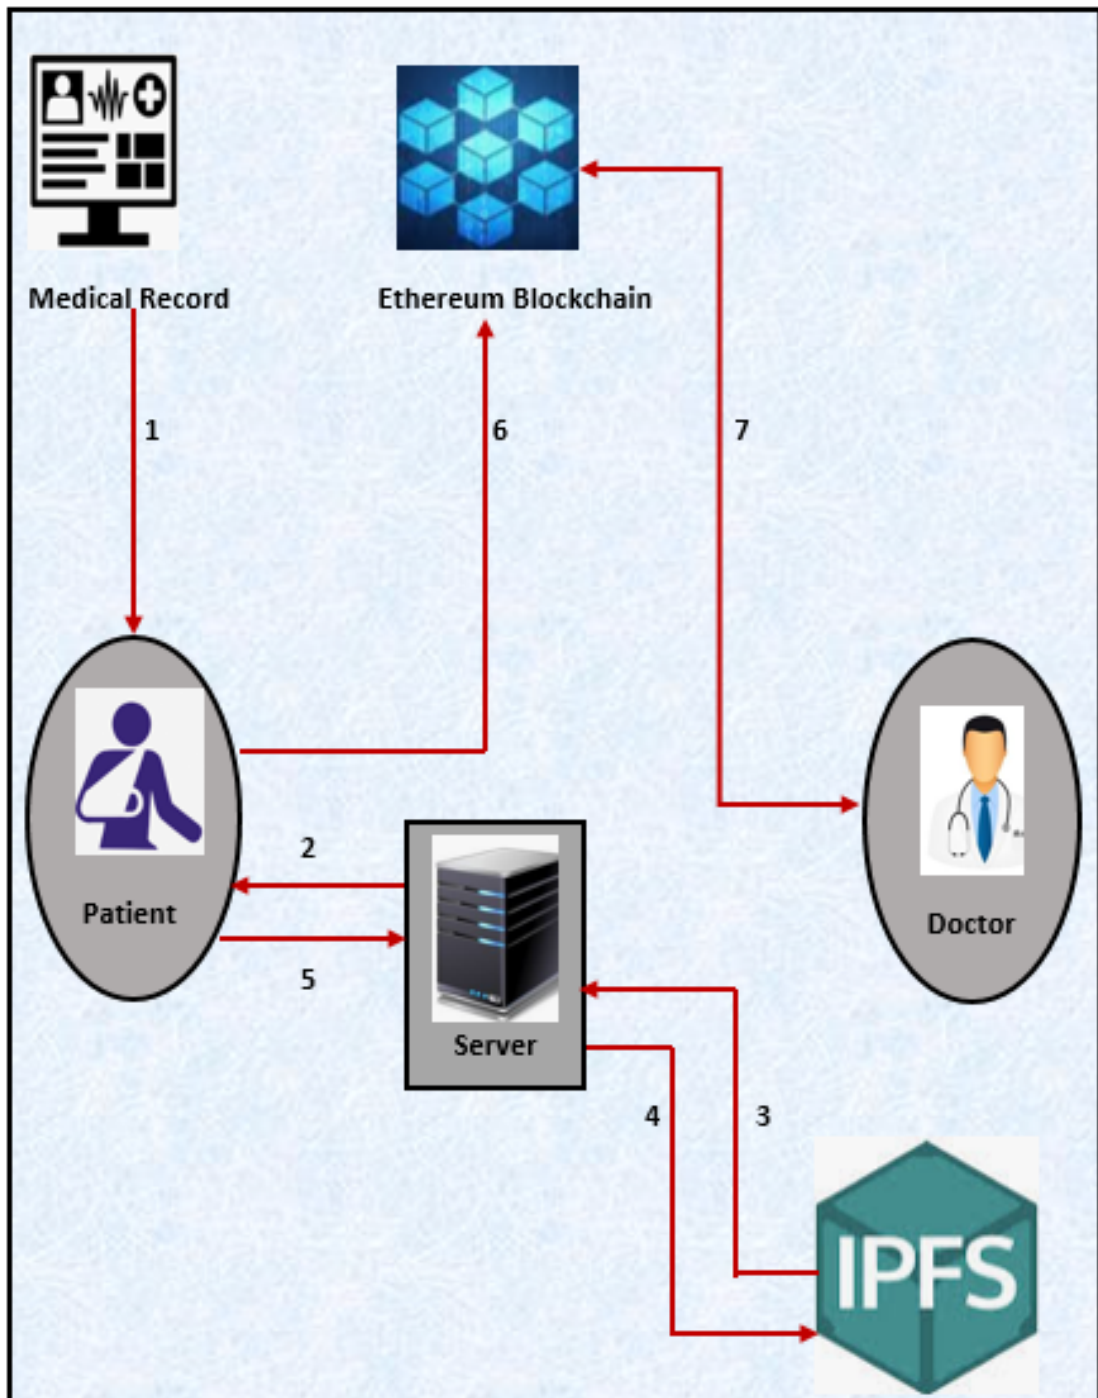 Medical Record
Ethereum Blockchain
1
6
7
2
Patient
5
Server
Doctor
4
3
IPFS